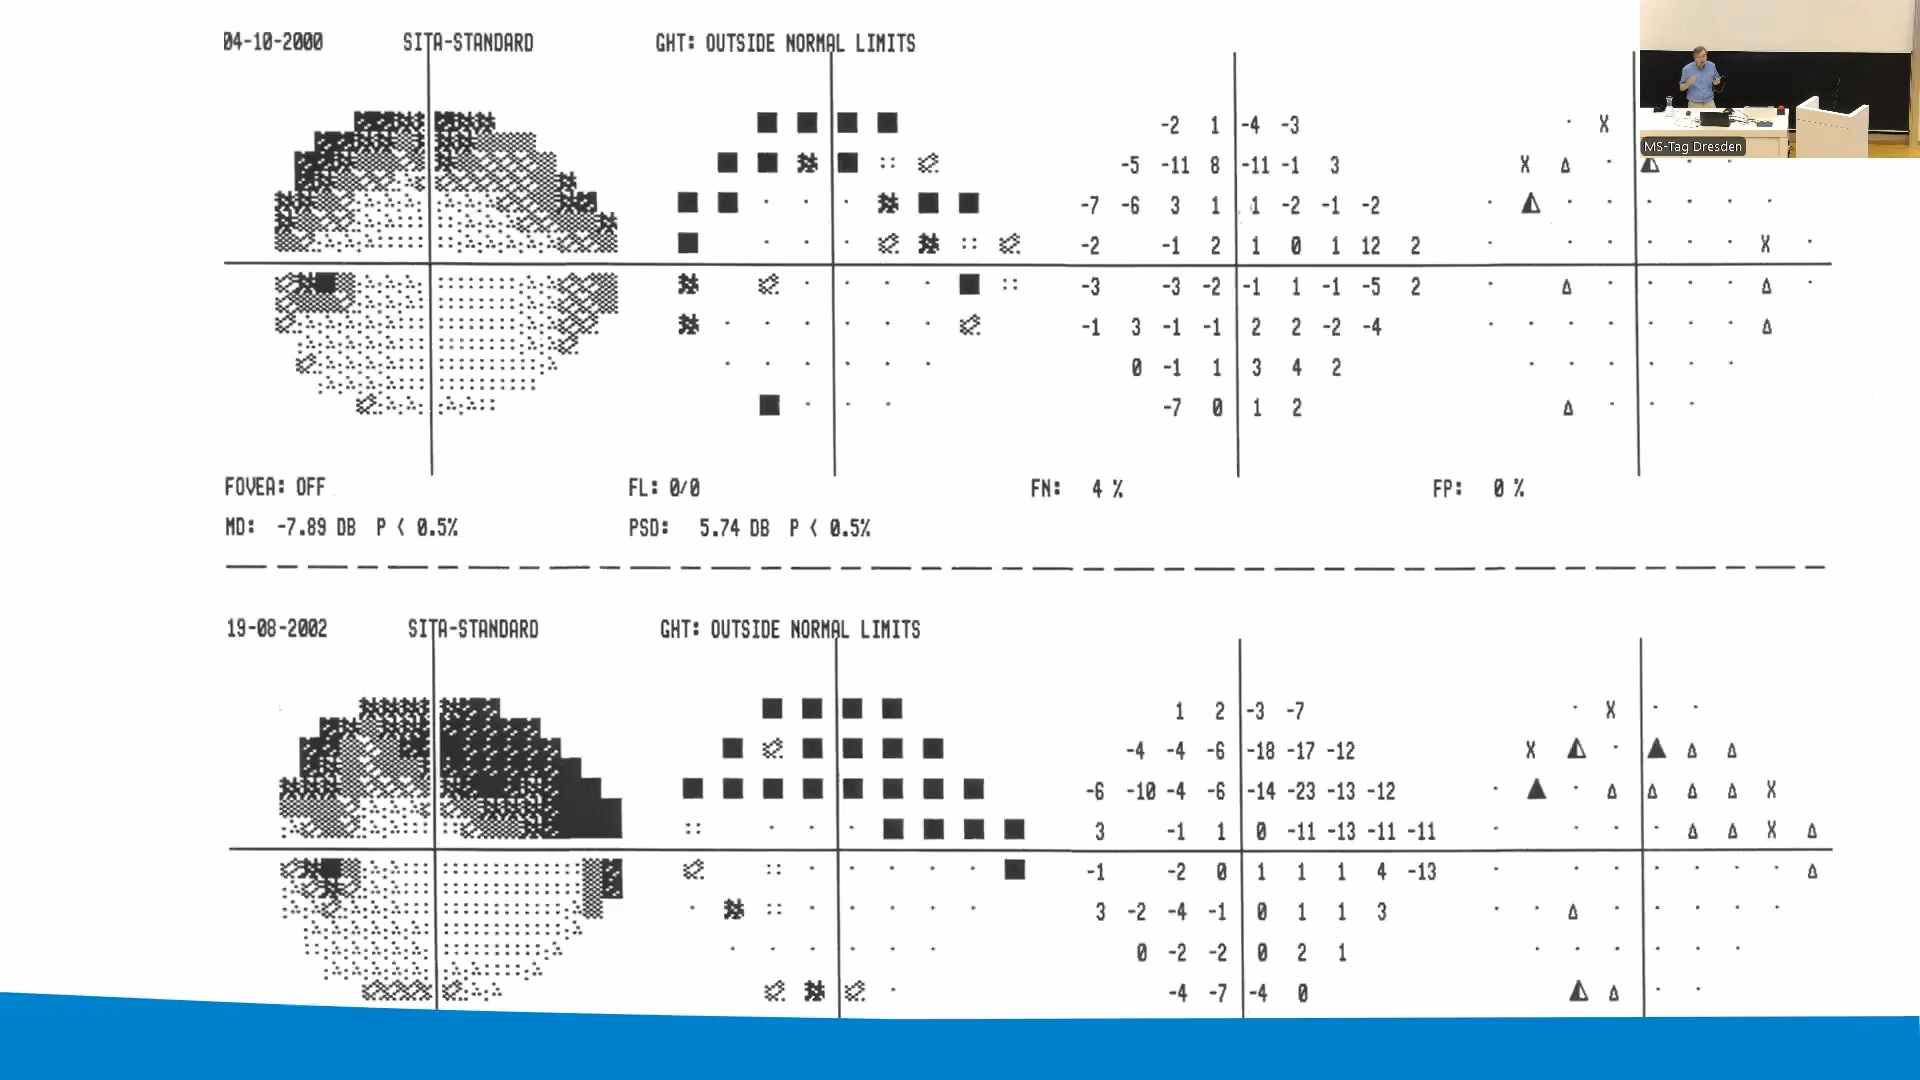 04-10-2000 SITA-STANDARD GHT: OUTSIDE NORMAL LIMITS
MS-Tag Dresden
-2 1 -4 -3 X
-5 -11 8 -11 -1 3 X
-7 -6 3 1 1 -2 -1 -2
-2 -1 2 1 0 1 12 2 X
-3 -3 -2 -1 1 -1 -5 2
-1 3 -1 -1 2 2 -2 -4
0 -1 1 3 4 2
-7 0 1 2
FOVEA: OFF FL: 0/0 FN: 4 % FP: 0 %
MD: -7.89 DB P < 0.5% PSD: 5.74 DB P < 0.5%
19-08-2002 SITA-STANDARD GHT: OUTSIDE NORMAL LIMITS
1 2 -3 -7 X
-4 -4 -6 -18 -17 -12 X
-6 -10 -4 -6 -14 -23 -13 -12 X
3 -1 1 0 -11 -13 -11 -11 X
-1 -2 0 1 1 1 4 -13
3 -2 -4 -1 0 1 1 3
0 -2 -2 0 2 1
-4 -7 -4 0